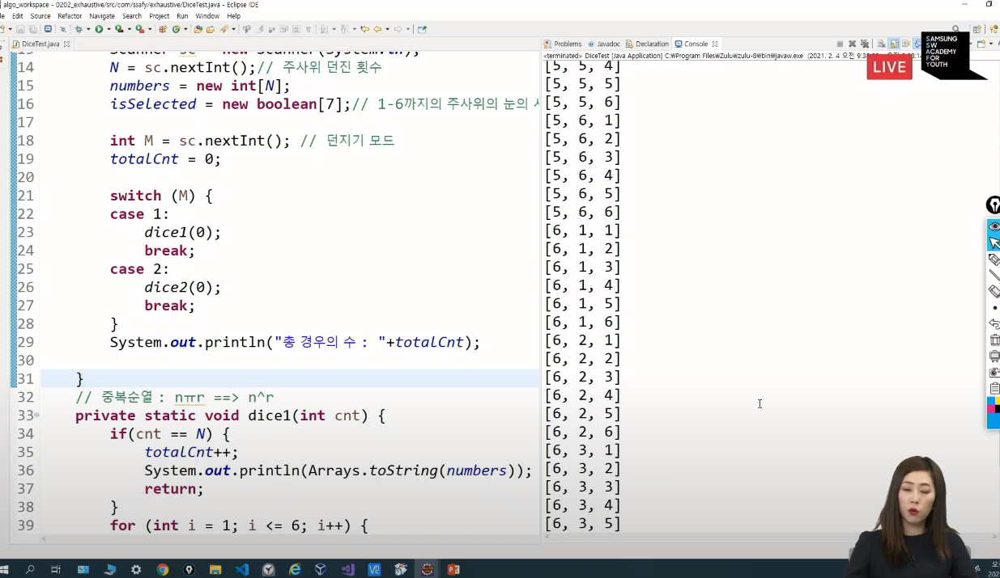 algo_workspace - 0202_exhaustive/src/com/ssafy/exhaustive/DiceTest.java - Eclipse IDE
Edit Source Refactor Navigate Search Project Run Window Help
DiceTest.java
14 N = sc.nextInt();// 주사위 던진 횟수
15 numbers = new int[N];
16 isSelected = new boolean[7];// 1-6까지의 주사위의 눈의
17
18 int M = sc.nextInt(); // 던지기 모드
19 totalCnt = 0;
20
21 switch (M) {
22 case 1:
23 dice1(0);
24 break;
25 case 2:
26 dice2(0);
27 break;
28 }
29 System.out.println("총 경우의 수 : "+totalCnt);
30
31 }
32 // 중복순열 : nπr ==> n^r
33 private static void dice1(int cnt) {
34 if(cnt == N) {
35 totalCnt++;
36 System.out.println(Arrays.toString(numbers));
37 return;
38 }
39 for (int i = 1; i <= 6; i++) {
Problems Javadoc Declaration Console
<terminated> DiceTest [Java Application] C:₩Program Files₩Zulu₩zulu-8₩bin₩javaw.exe (2021. 2. 4 오전
[5, 5, 4]
[5, 5, 5]
[5, 5, 6]
[5, 6, 1]
[5, 6, 2]
[5, 6, 3]
[5, 6, 4]
[5, 6, 5]
[5, 6, 6]
[6, 1, 1]
[6, 1, 2]
[6, 1, 3]
[6, 1, 4]
[6, 1, 5]
[6, 1, 6]
[6, 2, 1]
[6, 2, 2]
[6, 2, 3]
[6, 2, 4]
[6, 2, 5]
[6, 2, 6]
[6, 3, 1]
[6, 3, 2]
[6, 3, 3]
[6, 3, 4]
[6, 3, 5]
LIVE
SAMSUNG
SW
ACADEMY
FOR
YOUTH